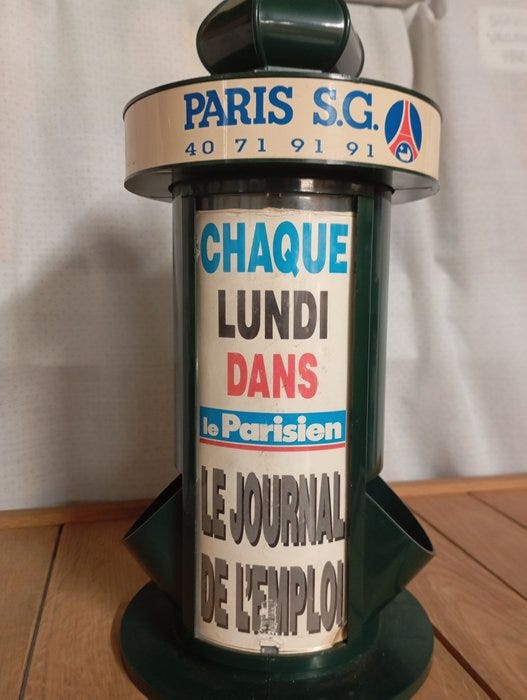 PARIS S.G.
40 71 91 91
CHAQUE
LUNDI
DANS
le Parisien
LE JOURNAL
DE L'EMPLOI